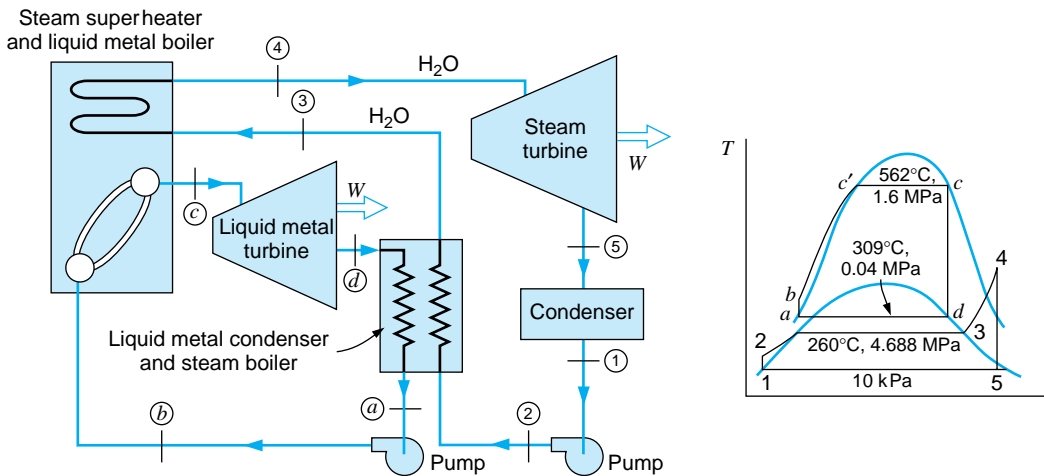 Steam superheater
and liquid metal boiler
4
H₂O
3
H₂O
Steam
turbine
W
c
W
Liquid metal
turbine
d
5
Condenser
Liquid metal condenser
and steam boiler
1
a
2
b
Pump
Pump
T
c′
562°C,
1.6 MPa
c
309°C,
0.04 MPa
4
b
a
d
2
260°C, 4.688 MPa
3
1
10 kPa
5